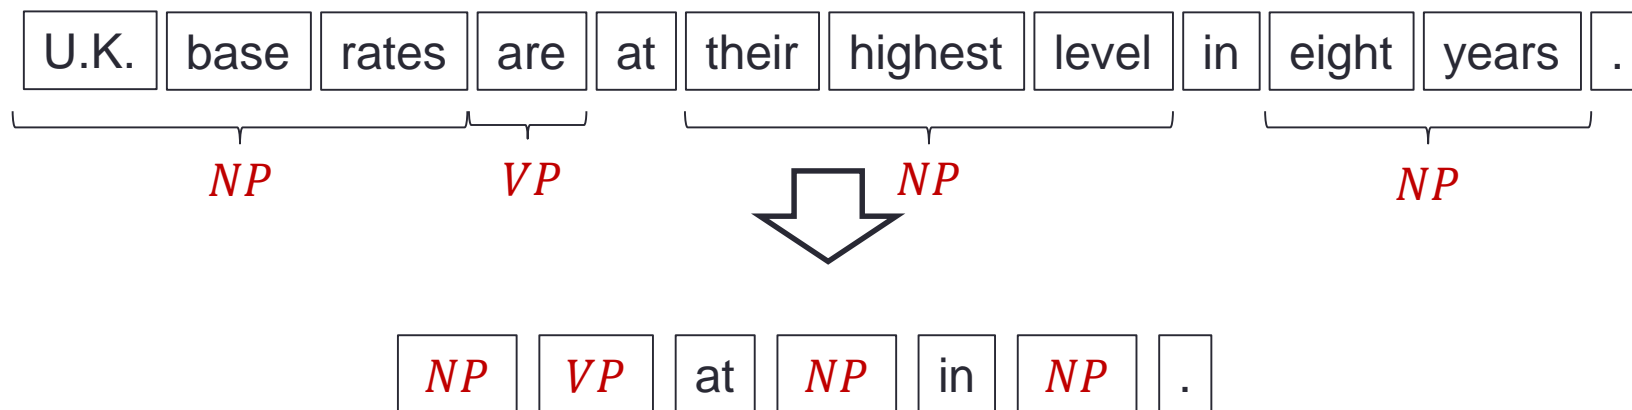 U.K. base rates are at their highest level in eight years .
NP VP NP NP
NP VP at NP in NP .